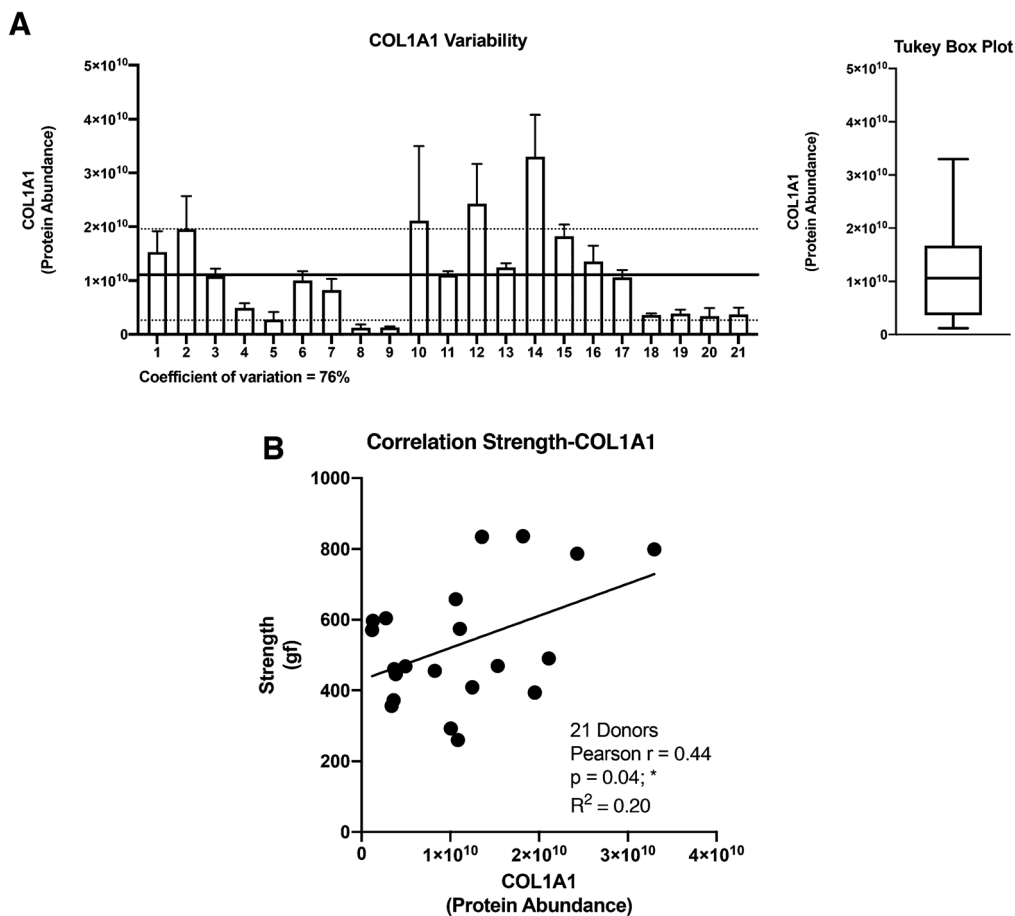 A
COL1A1 Variability
COL1A1
(Protein Abundance)
5×10¹⁰
4×10¹⁰
3×10¹⁰
2×10¹⁰
1×10¹⁰
0
1 2 3 4 5 6 7 8 9 10 11 12 13 14 15 16 17 18 19 20 21
Coefficient of variation = 76%
Tukey Box Plot
COL1A1
(Protein Abundance)
5×10¹⁰
4×10¹⁰
3×10¹⁰
2×10¹⁰
1×10¹⁰
0
B
Correlation Strength-COL1A1
Strength
(gf)
1000
800
600
400
200
0
21 Donors
Pearson r = 0.44
p = 0.04; *
R² = 0.20
0 1×10¹⁰ 2×10¹⁰ 3×10¹⁰ 4×10¹⁰
COL1A1
(Protein Abundance)